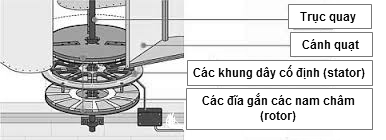 Trục quay
Cánh quạt
Các khung dây cố định (stator)
Các đĩa gắn các nam châm
(rotor)